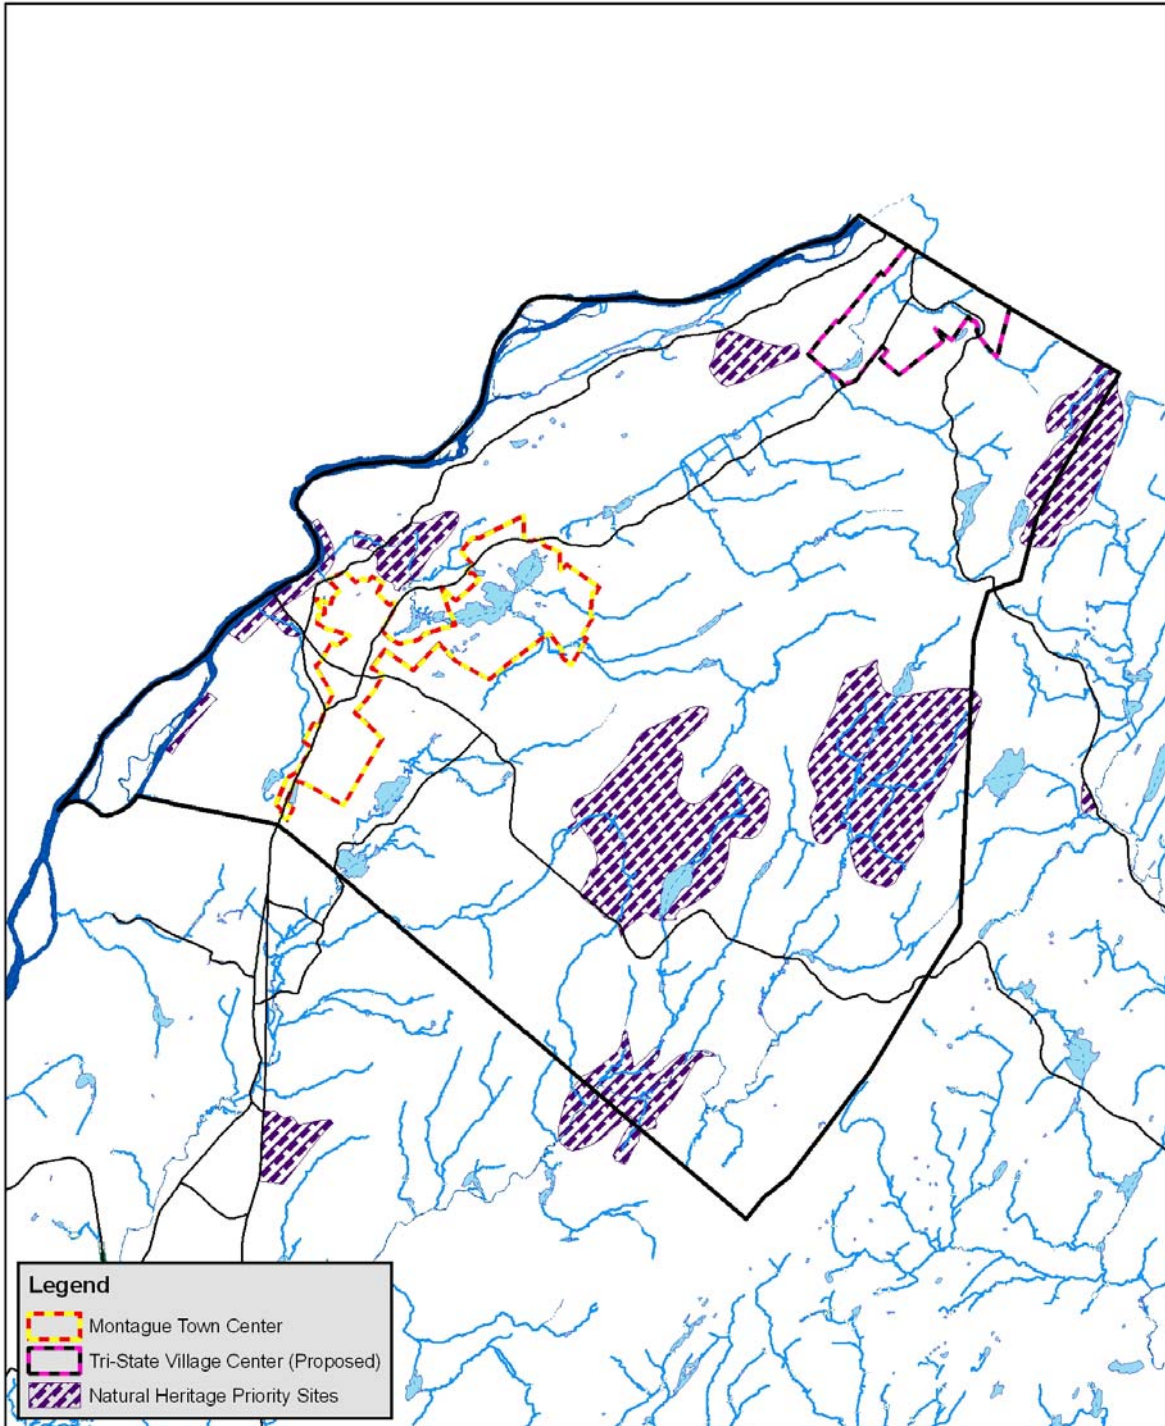 Legend
Montague Town Center
Tri-State Village Center (Proposed)
Natural Heritage Priority Sites